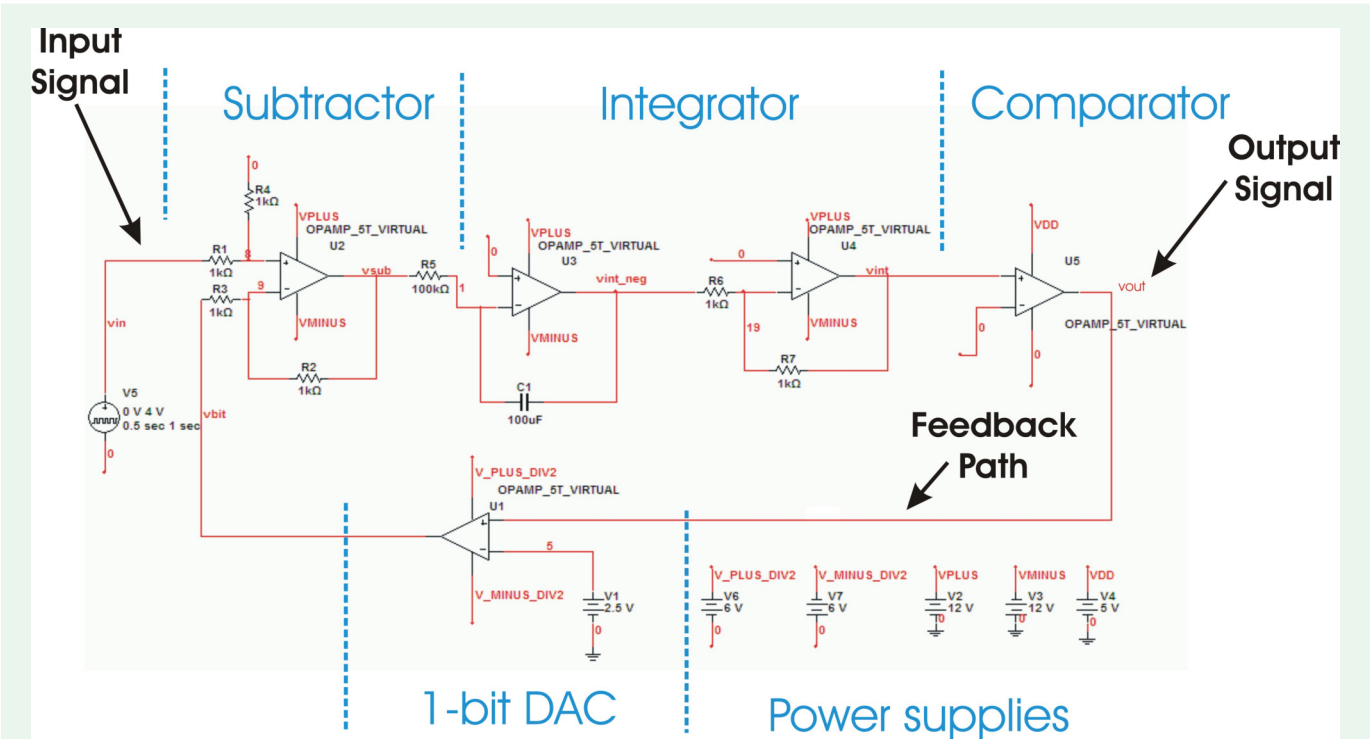 Input
Signal
Subtractor
Integrator
Comparator
Output
Signal
0
R4
1kΩ
VPLUS
OPAMP_5T_VIRTUAL
U2
R1
1kΩ
8
R3
1kΩ
9
vsub
VMINUS
R2
1kΩ
vin
V5
0 V 4 V
0.5 sec 1 sec
0
vbit
R5
100kΩ
1
0
VPLUS
OPAMP_5T_VIRTUAL
U3
vint_neg
VMINUS
C1
100uF
R6
1kΩ
0
VPLUS
OPAMP_5T_VIRTUAL
U4
vint
VMINUS
19
R7
1kΩ
VDD
U5
vout
OPAMP_5T_VIRTUAL
0
0
Feedback
Path
V_PLUS_DIV2
OPAMP_5T_VIRTUAL
U1
5
V_MINUS_DIV2
V1
2.5 V
0
V_PLUS_DIV2
V6
6 V
0
V_MINUS_DIV2
V7
6 V
0
VPLUS
V2
12 V
0
VMINUS
V3
12 V
0
VDD
V4
5 V
0
1-bit DAC
Power supplies